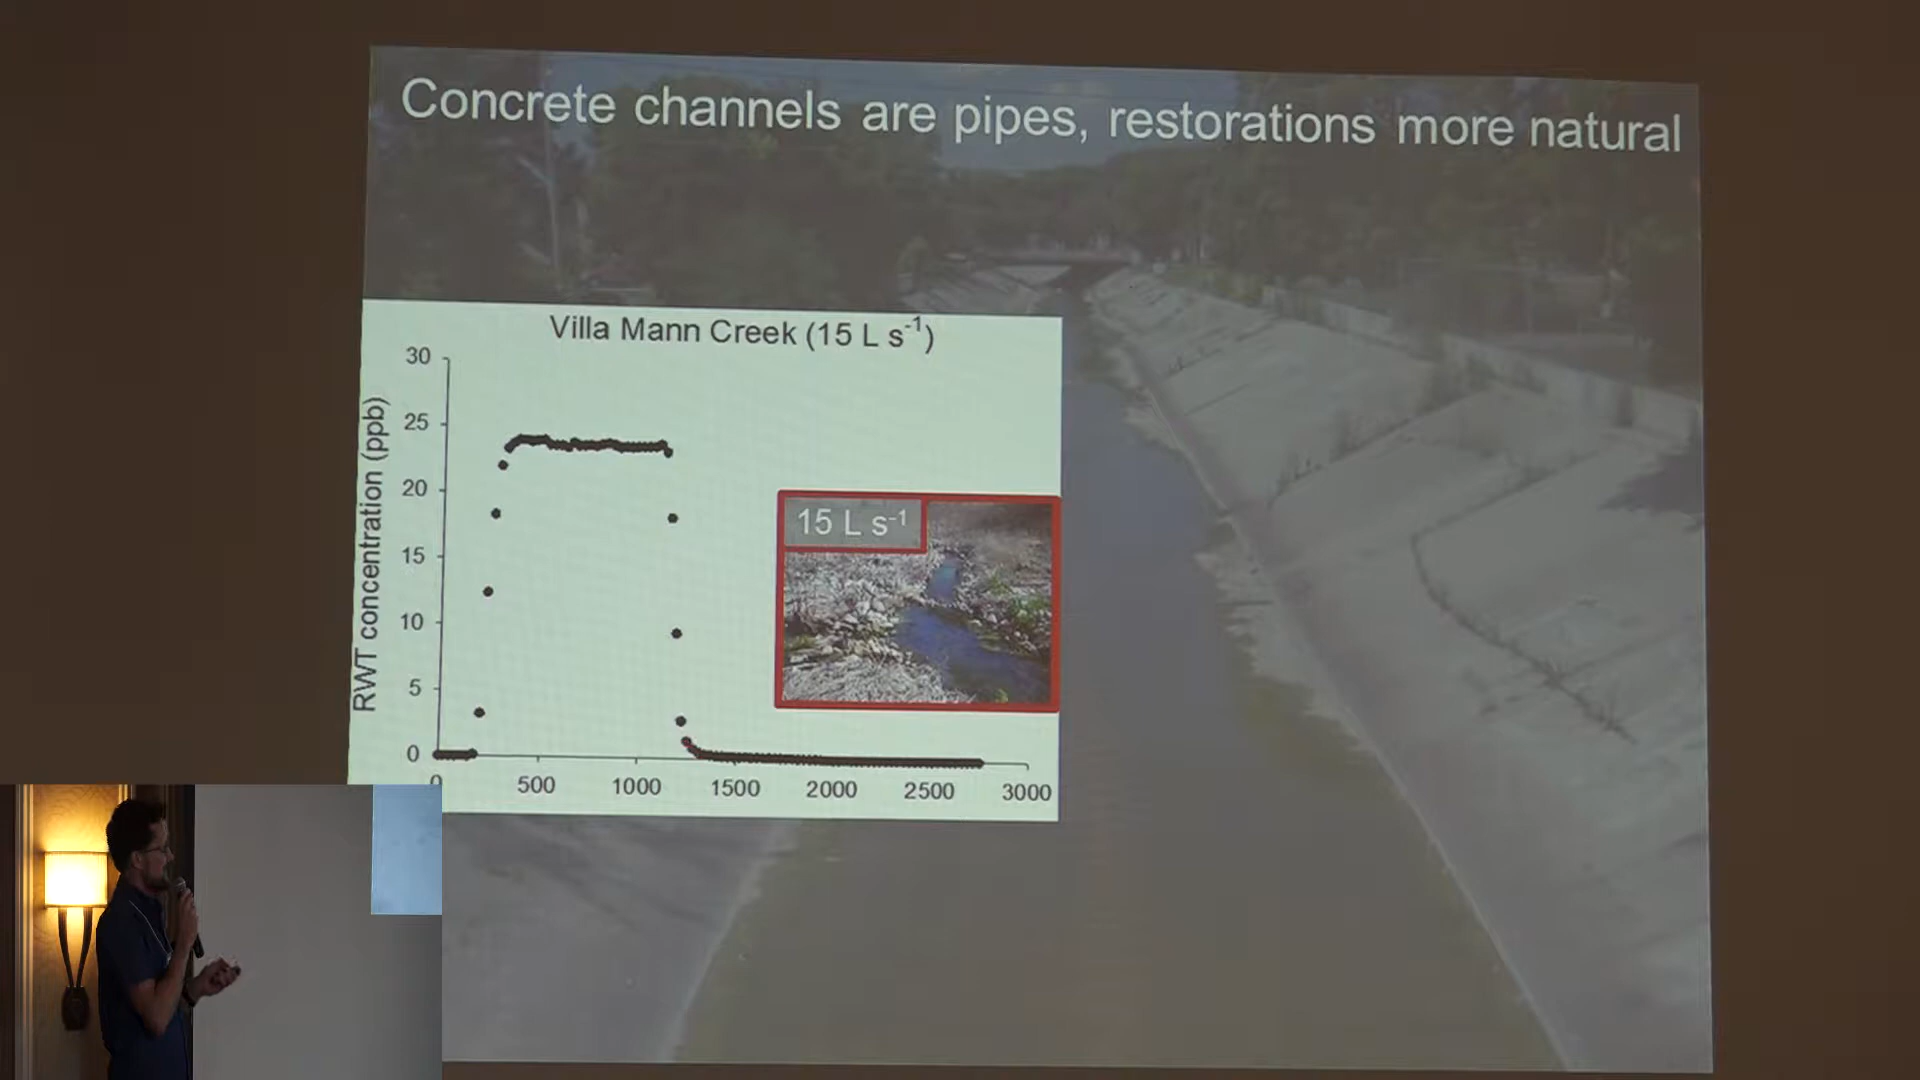 Concrete channels are pipes, restorations more natural
Villa Mann Creek (15 L s-1)
RWT concentration (ppb)
30
25
20
15
10
5
0
15 L s-1
0 500 1000 1500 2000 2500 3000